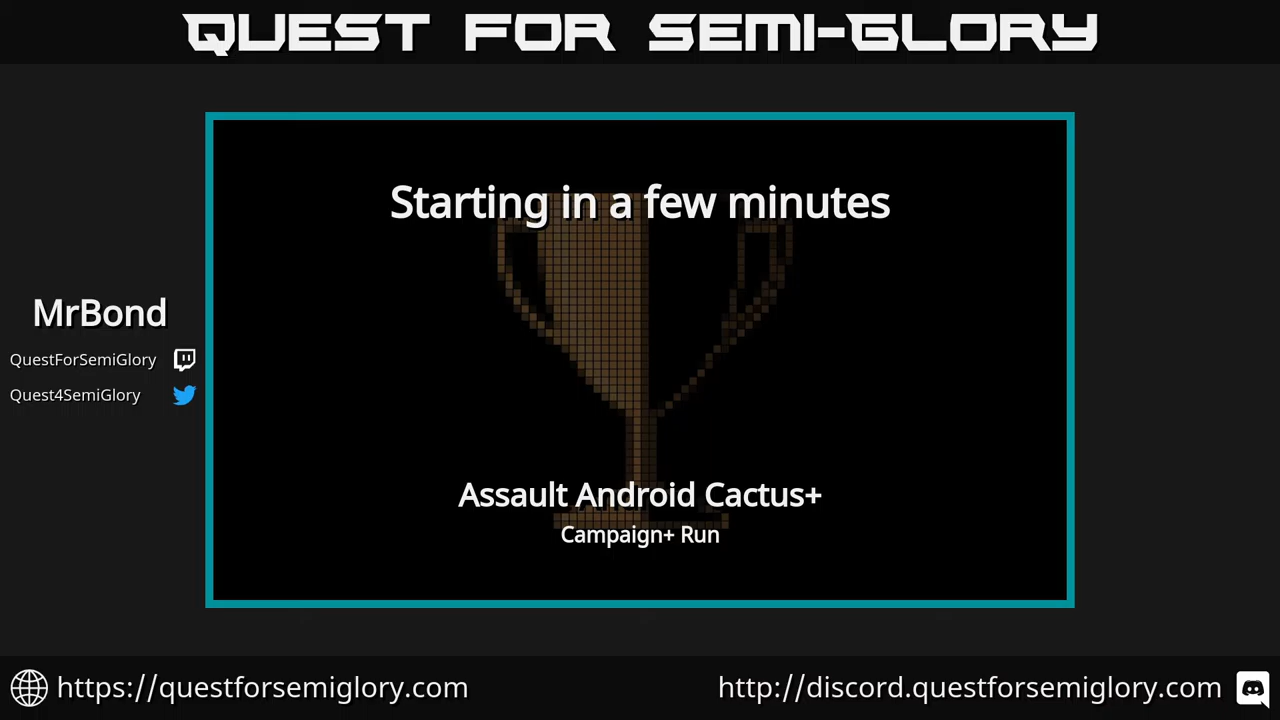 QUEST FOR SEMI-GLORY
Starting in a few minutes
MrBond
QuestForSemiGlory
Quest4SemiGlory
Assault Android Cactus+
Campaign+ Run
https://questforsemiglory.com
http://discord.questforsemiglory.com